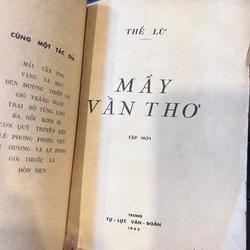 CÙNG MỘT TÁC GIẢ
MẤY VẦN THƠ
VÀNG VÀ MÁU
BÊN ĐƯỜNG THIÊN LÔI
GIÓ TRĂNG NGÀN
TRẠI BỒ TÙNG LINH
BA HỒI KINH DỊ
CON QUỶ TRUYỀN KIẾP
LÊ PHONG PHÓNG VIÊN
MAI HƯƠNG VÀ LÊ PHONG
GÓI THUỐC LÁ
ĐÒN HẸN
THẾ LỮ
MẤY
VẦN THƠ
TẬP MỚI
TRONG
TỰ-LỰC VĂN-ĐOÀN